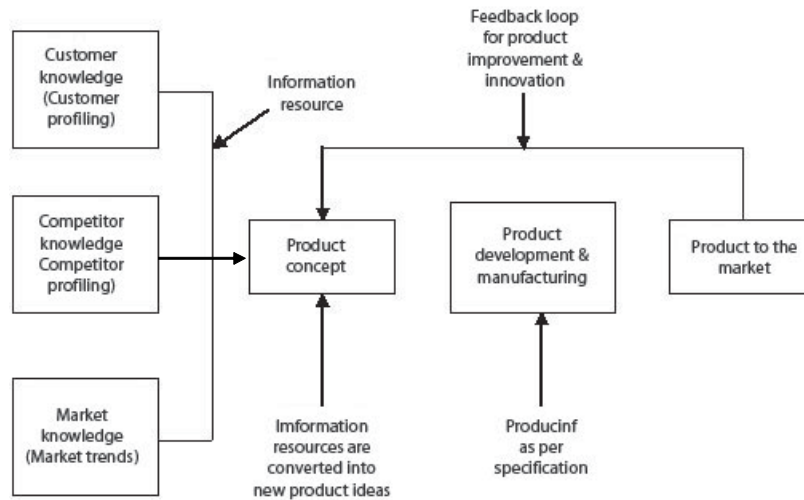 Customer
knowledge
(Customer
profiling)
Information
resource
Feedback loop
for product
improvement &
innovation
Competitor
knowledge
Competitor
profiling)
Product
concept
Product
development &
manufacturing
Product to the
market
Market
knowledge
(Market trends)
Imformation
resources are
converted into
new product ideas
Producinf
as per
specification